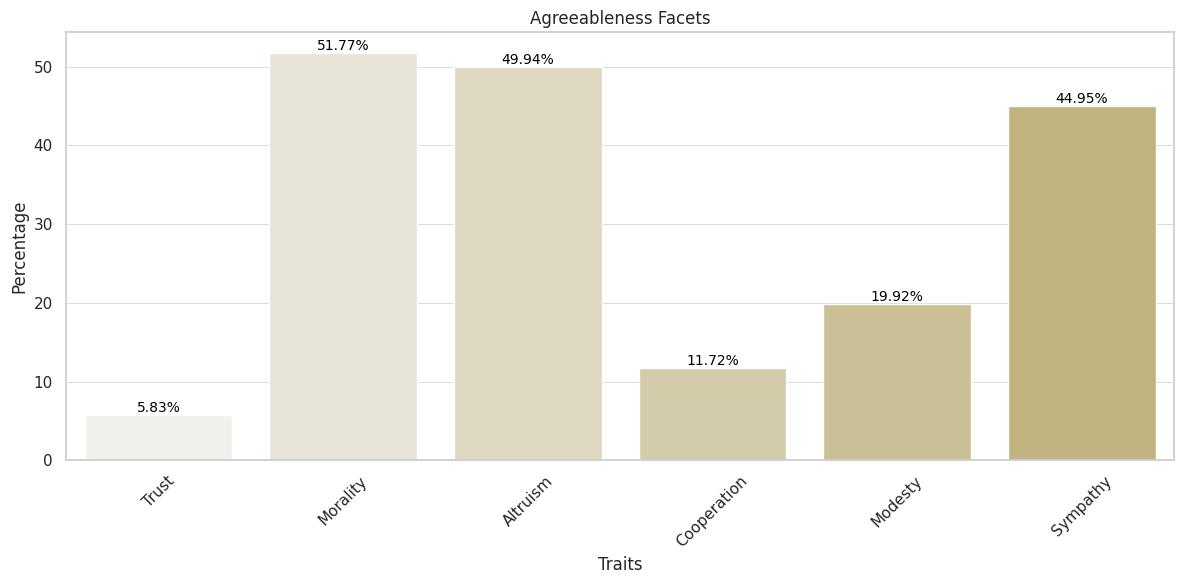 Agreeableness Facets
Percentage
50
40
30
20
10
0
5.83%
51.77%
49.94%
11.72%
19.92%
44.95%
Trust
Morality
Altruism
Cooperation
Modesty
Sympathy
Traits